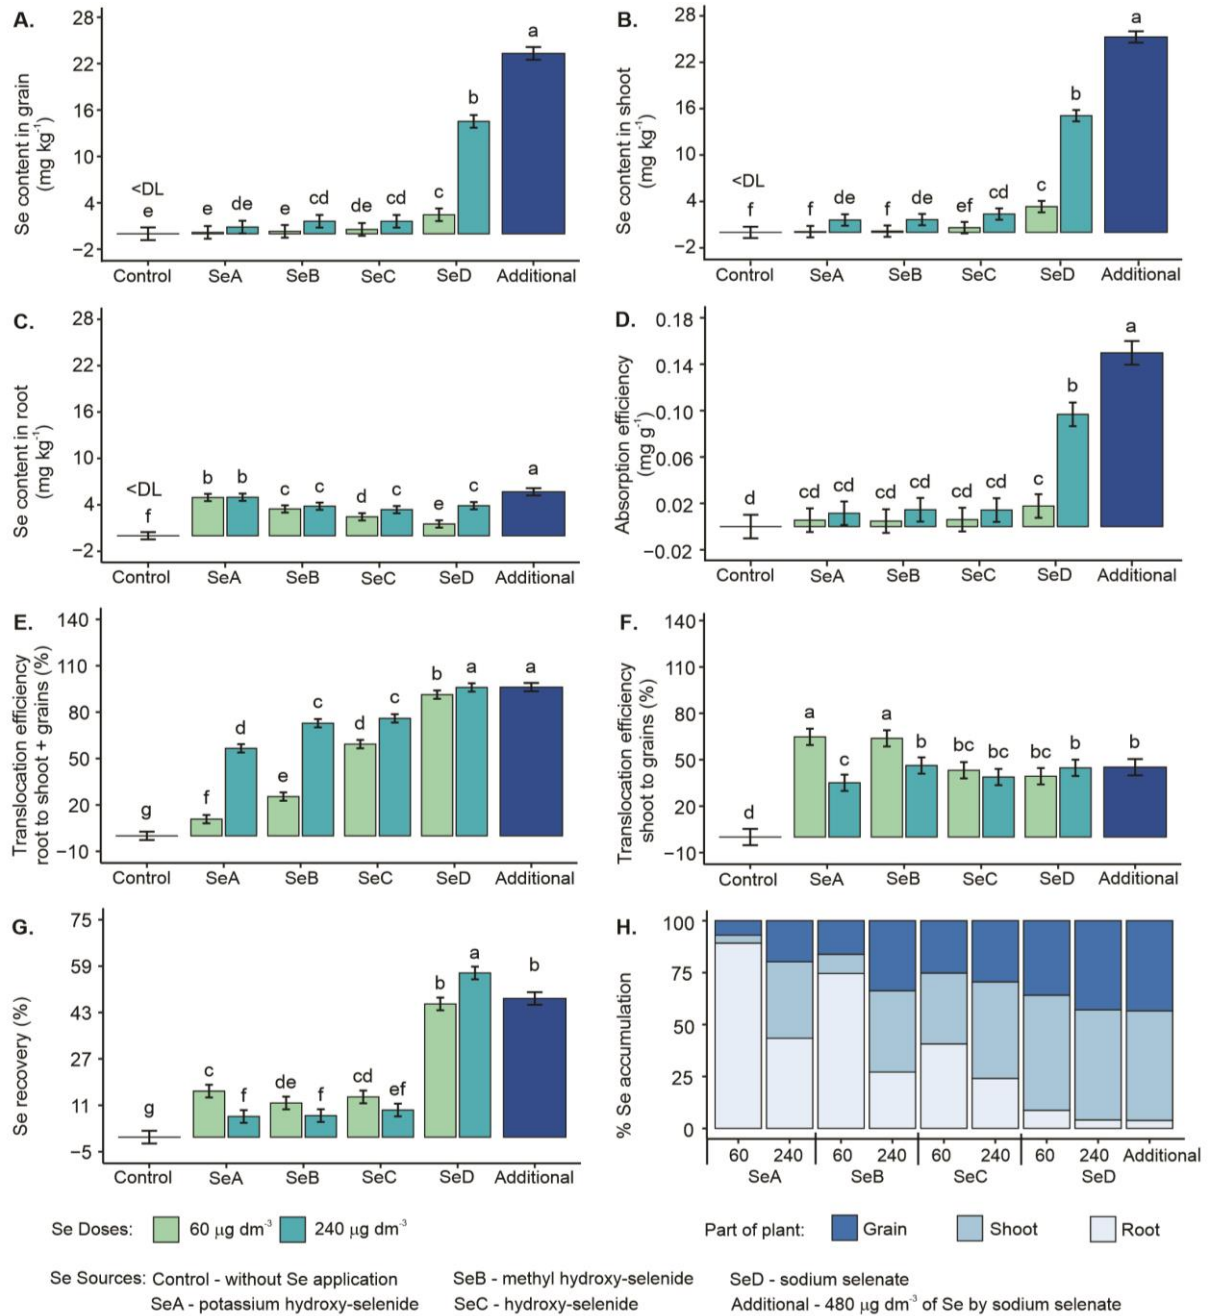 A.
Se content in grain
(mg kg⁻¹)
28
22
16
10
4
−2
<DL
e
e
de
e
cd
de
cd
c
b
a
Control
SeA
SeB
SeC
SeD
Additional
B.
Se content in shoot
(mg kg⁻¹)
28
22
16
10
4
−2
<DL
f
f
de
f
de
ef
cd
c
b
a
Control
SeA
SeB
SeC
SeD
Additional
C.
Se content in root
(mg kg⁻¹)
28
22
16
10
4
−2
<DL
f
b
b
c
c
d
c
e
c
a
Control
SeA
SeB
SeC
SeD
Additional
D.
Absorption efficiency
(mg g⁻¹)
0.18
0.14
0.10
0.06
0.02
−0.02
d
cd
cd
cd
cd
cd
cd
c
b
a
Control
SeA
SeB
SeC
SeD
Additional
E.
Translocation efficiency
root to shoot + grains (%)
140
110
80
50
20
−10
g
f
d
e
c
d
c
b
a
a
Control
SeA
SeB
SeC
SeD
Additional
F.
Translocation efficiency
shoot to grains (%)
140
110
80
50
20
−10
d
a
c
a
b
bc
bc
bc
b
b
Control
SeA
SeB
SeC
SeD
Additional
G.
Se recovery (%)
75
59
43
27
11
−5
g
c
f
de
f
cd
ef
b
a
b
Control
SeA
SeB
SeC
SeD
Additional
H.
% Se accumulation
100
75
50
25
0
60 240 60 240 60 240 60 240 Additional
SeA SeB SeC SeD
Se Doses: 60 µg dm⁻³ 240 µg dm⁻³
Part of plant: Grain Shoot Root
Se Sources: Control - without Se application SeB - methyl hydroxy-selenide SeD - sodium selenate
SeA - potassium hydroxy-selenide SeC - hydroxy-selenide Additional - 480 µg dm⁻³ of Se by sodium selenate